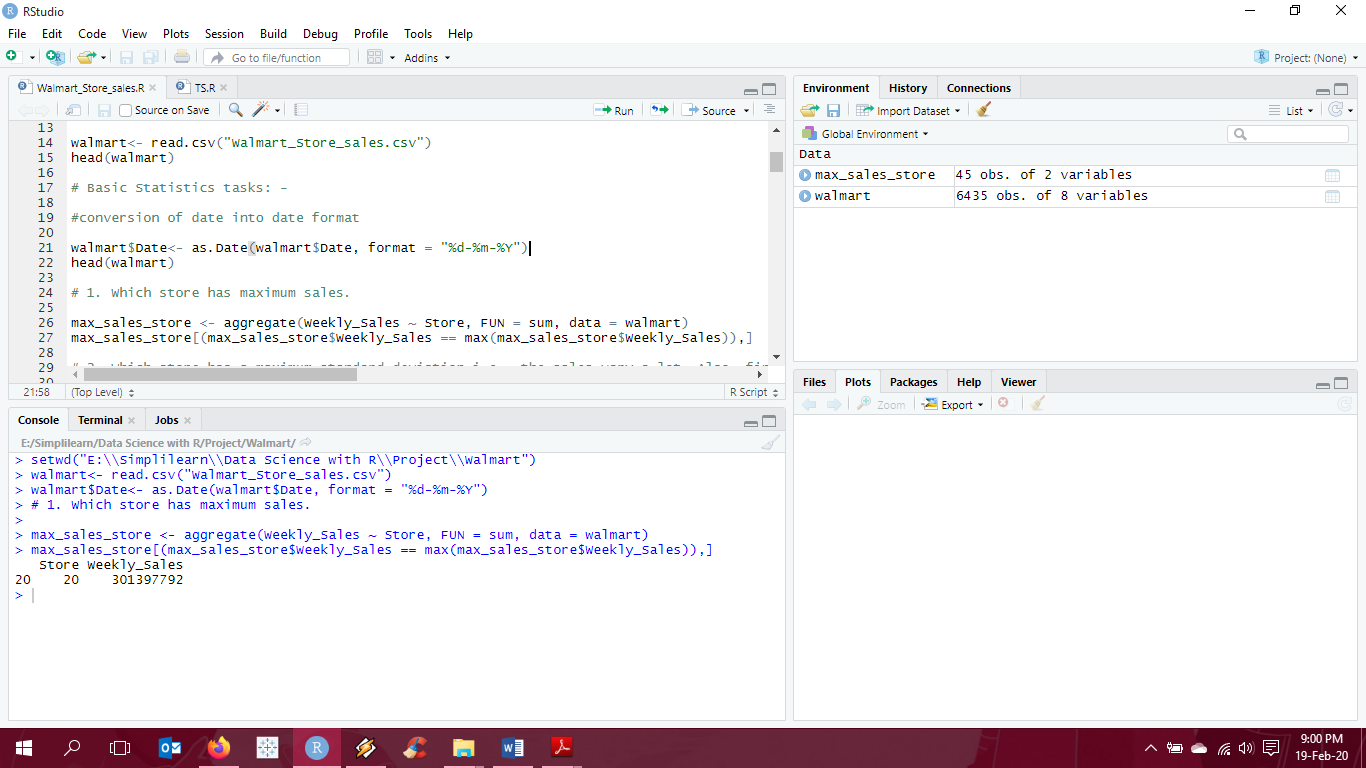 RStudio
File Edit Code View Plots Session Build Debug Profile Tools Help
Go to file/function Addins Project: (None)
Walmart_Store_sales.R TS.R
Source on Save Run Source
13
14 walmart<- read.csv("Walmart_Store_sales.csv")
15 head(walmart)
16
17 # Basic Statistics tasks: -
18
19 #conversion of date into date format
20
21 walmart$Date<- as.Date(walmart$Date, format = "%d-%m-%Y")
22 head(walmart)
23
24 # 1. Which store has maximum sales.
25
26 max_sales_store <- aggregate(Weekly_Sales ~ Store, FUN = sum, data = walmart)
27 max_sales_store[(max_sales_store$Weekly_Sales == max(max_sales_store$Weekly_Sales)),]
28
29
30
21:58 (Top Level) R Script
Console Terminal Jobs
E:/Simplilearn/Data Science with R/Project/Walmart/
> setwd("E:\\Simplilearn\\Data Science with R\\Project\\Walmart")
> walmart<- read.csv("Walmart_Store_sales.csv")
> walmart$Date<- as.Date(walmart$Date, format = "%d-%m-%Y")
> # 1. Which store has maximum sales.
>
> max_sales_store <- aggregate(Weekly_Sales ~ Store, FUN = sum, data = walmart)
> max_sales_store[(max_sales_store$Weekly_Sales == max(max_sales_store$Weekly_Sales)),]
Store Weekly_Sales
20 20 301397792
>
Environment History Connections
Import Dataset List
Global Environment
Data
max_sales_store 45 obs. of 2 variables
walmart 6435 obs. of 8 variables
Files Plots Packages Help Viewer
Zoom Export
9:00 PM
19-Feb-20